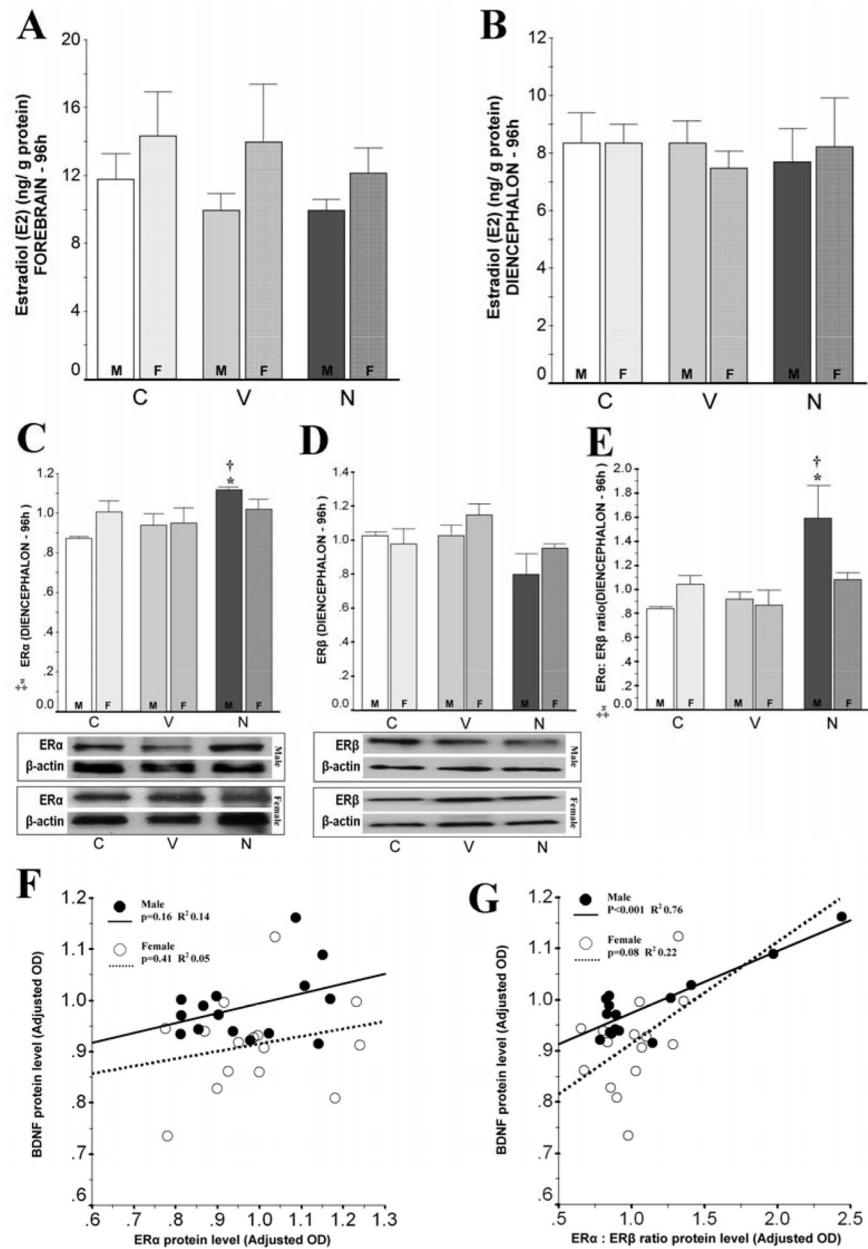 A
Estradiol (E2) (ng/ g protein)
FOREBRAIN - 96h
20
16
12
8
4
0
M F M F M F
C V N
B
Estradiol (E2) (ng/ g protein)
DIENCEPHALON - 96h
12
10
8
6
4
2
0
M F M F M F
C V N
C
ERα (DIENCEPHALON - 96h)
‡M
1.2
1.0
.8
.6
.4
.2
0.0
†
*
M F M F M F
C V N
ERα
β-actin
Male
ERα
β-actin
Female
C V N
D
ERβ (DIENCEPHALON - 96h)
1.4
1.2
1.0
.8
.6
.4
.2
0.0
M F M F M F
C V N
ERβ
β-actin
Male
ERβ
β-actin
Female
C V N
E
ERα: ERβ ratio(DIENCEPHALON - 96h)
‡M
2.0
1.8
1.6
1.4
1.2
1.0
.8
.6
.4
.2
0.0
†
*
M F M F M F
C V N
F
BDNF protein level (Adjusted OD)
1.2
1.1
1.0
.9
.8
.7
.6
Male
p=0.16 R² 0.14
Female
p=0.41 R² 0.05
.6 .7 .8 .9 1.0 1.1 1.2 1.3
ERα protein level (Adjusted OD)
G
BDNF protein level (Adjusted OD)
1.2
1.1
1.0
.9
.8
.7
.6
Male
P<0.001 R² 0.76
Female
p=0.08 R² 0.22
.5 1.0 1.5 2.0 2.5
ERα : ERβ ratio protein level (Adjusted OD)